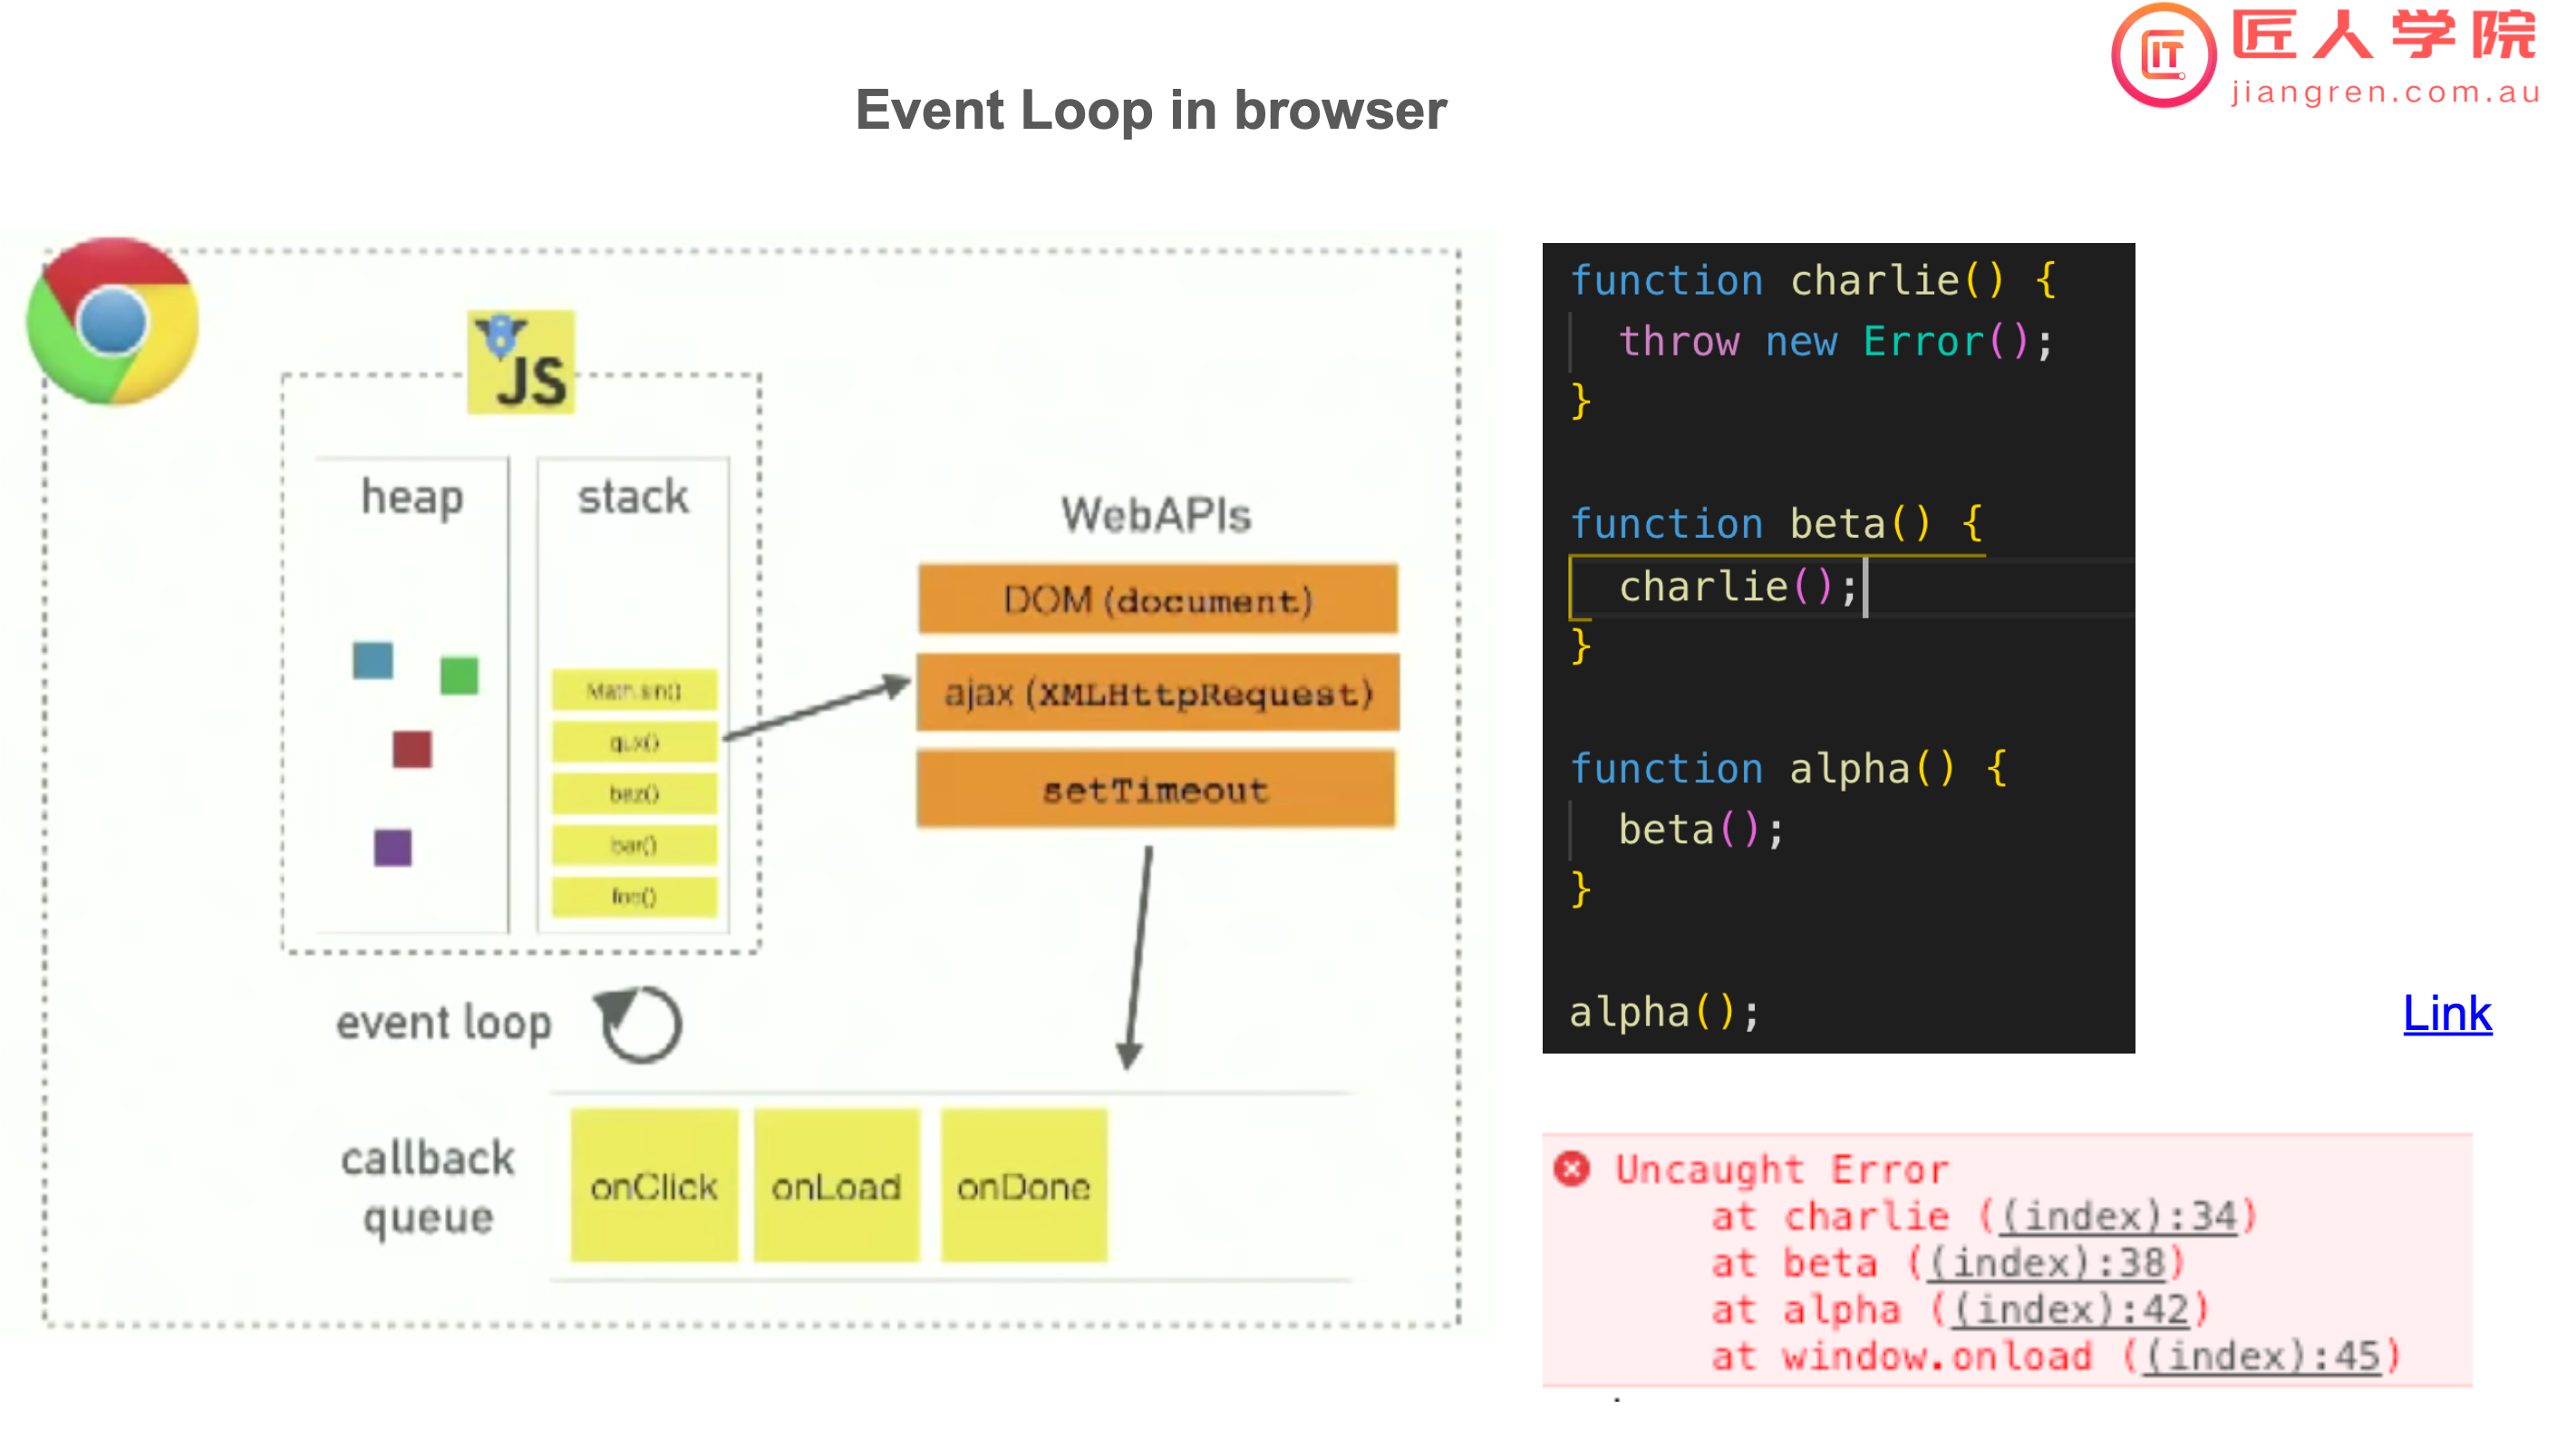 匠人学院
jiangren.com.au
Event Loop in browser
JS
heap
stack
Math.sin()
qux()
baz()
bar()
foo()
WebAPIs
DOM (document)
ajax (XMLHttpRequest)
setTimeout
event loop
callback
queue
onClick
onLoad
onDone
function charlie() {
throw new Error();
}
function beta() {
charlie();
}
function alpha() {
beta();
}
alpha();
Link
Uncaught Error
at charlie ((index):34)
at beta ((index):38)
at alpha ((index):42)
at window.onload ((index):45)